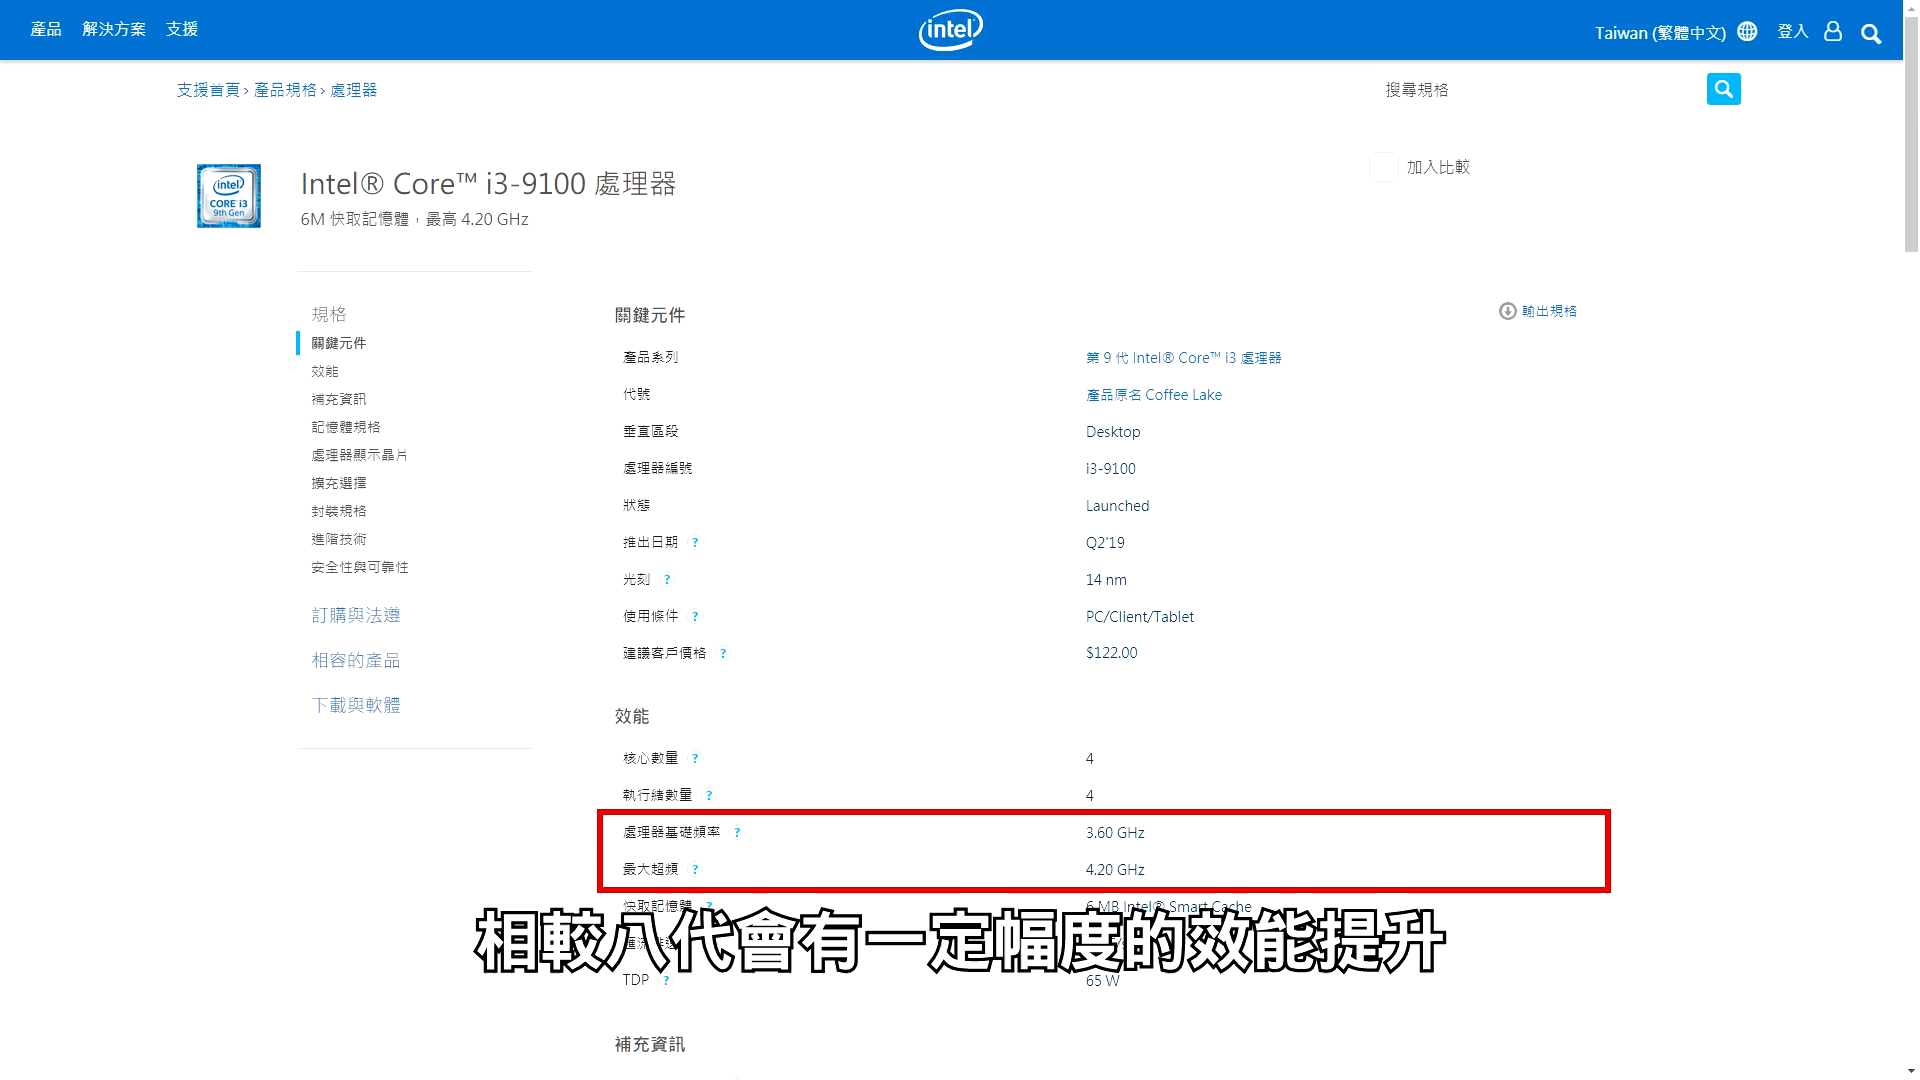 產品 解決方案 支援
intel
Taiwan (繁體中文) 登入
支援首頁 › 產品規格 › 處理器
搜尋規格
intel
CORE i3
9th Gen
Intel® Core™ i3-9100 處理器
6M 快取記憶體，最高 4.20 GHz
加入比較
規格
關鍵元件
效能
補充資訊
記憶體規格
處理器顯示晶片
擴充選擇
封裝規格
進階技術
安全性與可靠性
訂購與法遵
相容的產品
下載與軟體
關鍵元件
輸出規格
產品系列 第 9 代 Intel® Core™ i3 處理器
代號 產品原名 Coffee Lake
垂直區段 Desktop
處理器編號 i3-9100
狀態 Launched
推出日期 ? Q2'19
光刻 ? 14 nm
使用條件 ? PC/Client/Tablet
建議客戶價格 ? $122.00
效能
核心數量 ? 4
執行緒數量 ? 4
處理器基礎頻率 ? 3.60 GHz
最大超頻 ? 4.20 GHz
快取記憶體 ? 6 MB Intel® Smart Cache
相較八代會有一定幅度的效能提升
TDP ? 65 W
補充資訊